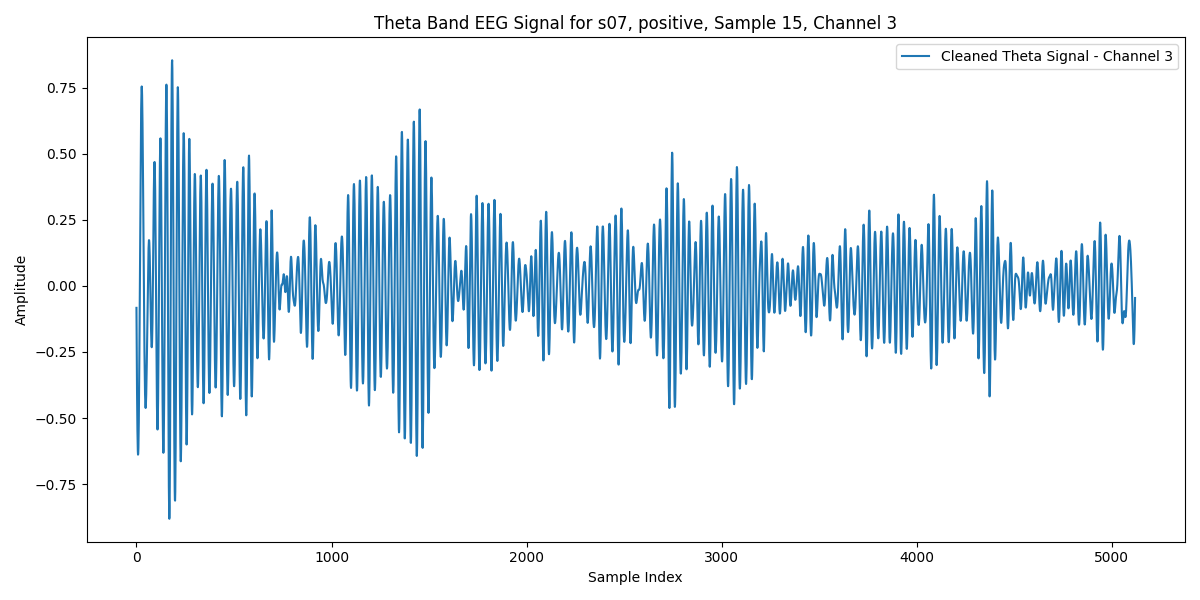 Theta Band EEG Signal for s07, positive, Sample 15, Channel 3
Cleaned Theta Signal - Channel 3
Amplitude
0.75
0.50
0.25
0.00
−0.25
−0.50
−0.75
0 1000 2000 3000 4000 5000
Sample Index